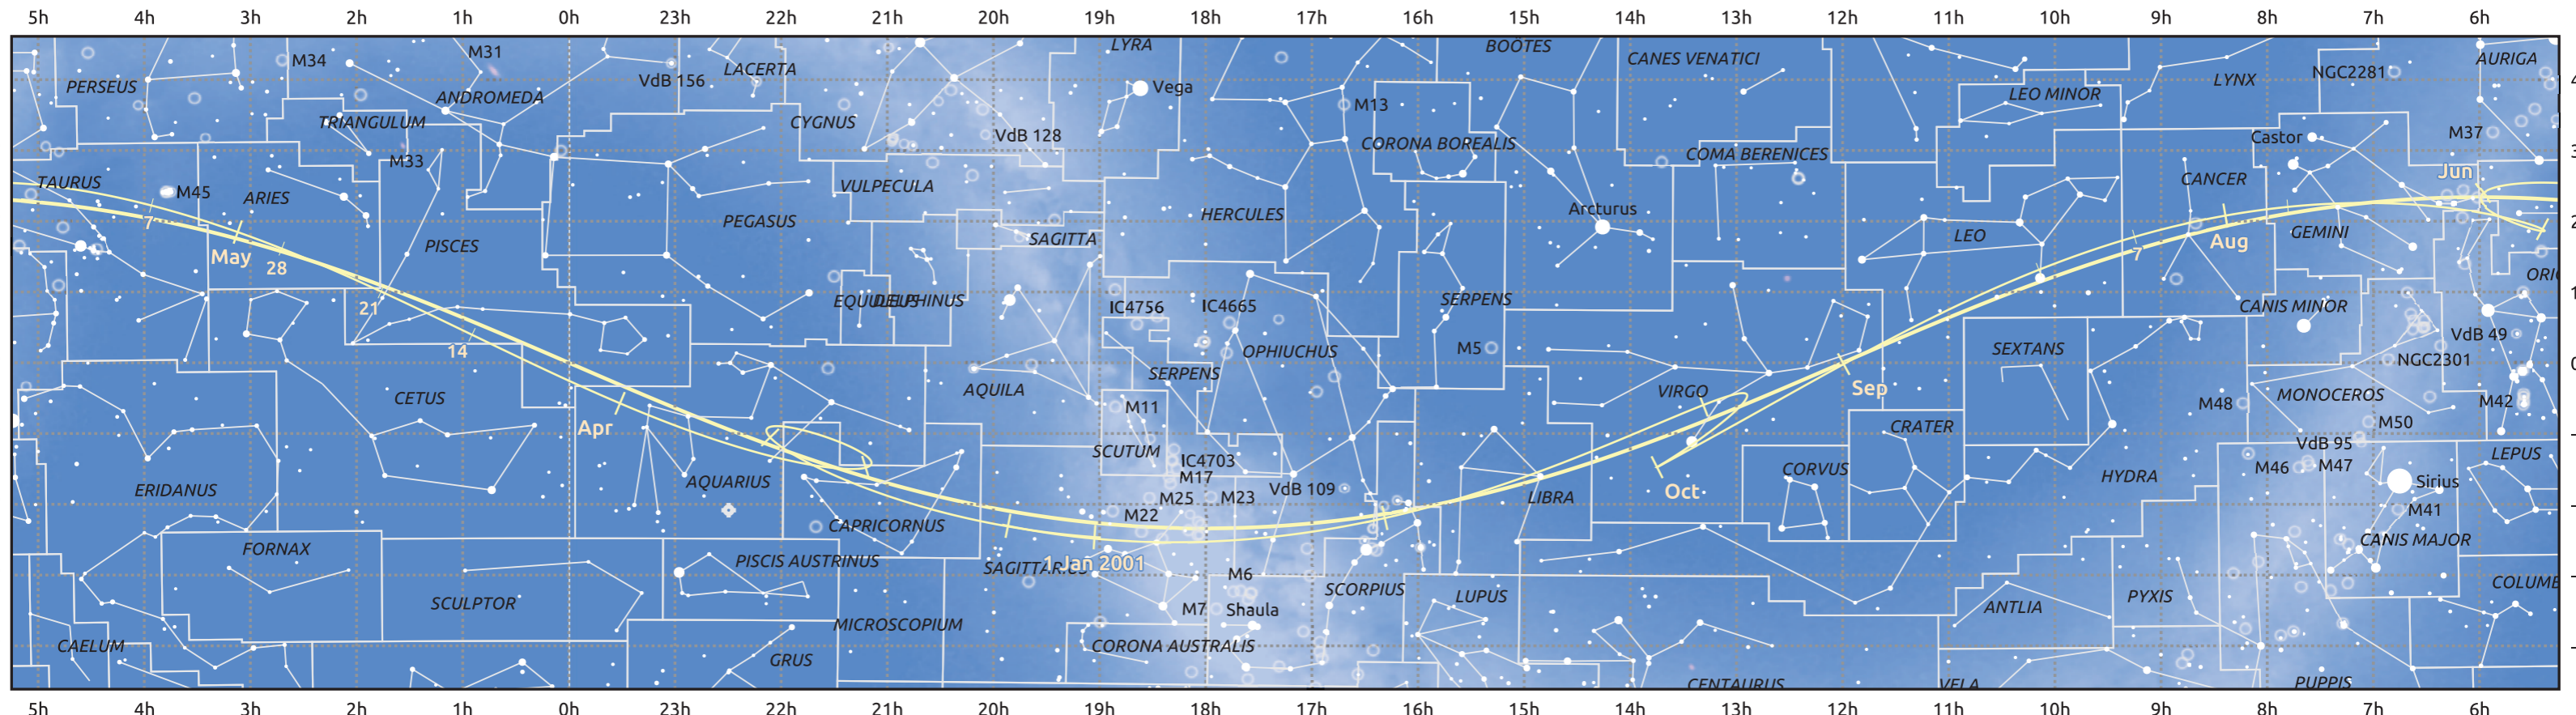 5h 4h 3h 2h 1h 0h 23h 22h 21h 20h 19h 18h 17h 16h 15h 14h 13h 12h 11h 10h 9h 8h 7h 6h
LYRA
BOÖTES
M34
M31
CANES VENATICI
AURIGA
PERSEUS
VdB 156
LACERTA
Vega
LYNX
NGC2281
ANDROMEDA
M13
LEO MINOR
TRIANGULUM
CYGNUS
VdB 128
CORONA BOREALIS
Castor
M37
M33
COMA BERENICES
Jun
TAURUS
M45
ARIES
VULPECULA
CANCER
7
PEGASUS
HERCULES
Arcturus
May
28
PISCES
SAGITTA
LEO
7
Aug
GEMINI
21
EQUULEUS
DELPHINUS
IC4756
IC4665
SERPENS
CANIS MINOR
VdB 49
14
OPHIUCHUS
M5
SEXTANS
NGC2301
CETUS
AQUILA
SERPENS
VIRGO
Sep
MONOCEROS
M48
M42
Apr
M11
CRATER
M50
SCUTUM
IC4703
VdB 95
LEPUS
ERIDANUS
AQUARIUS
M17
VdB 109
Oct
CORVUS
HYDRA
M46
M47
Sirius
M25
M23
LIBRA
M22
M41
CAPRICORNUS
FORNAX
PISCIS AUSTRINUS
SAGITTARIUS
1 Jan 2001
CANIS MAJOR
M6
SCORPIUS
LUPUS
PYXIS
COLUMB
SCULPTOR
M7
Shaula
ANTLIA
MICROSCOPIUM
CAELUM
CORONA AUSTRALIS
GRUS
CENTAURUS
VELA
PUPPIS
5h 4h 3h 2h 1h 0h 23h 22h 21h 20h 19h 18h 17h 16h 15h 14h 13h 12h 11h 10h 9h 8h 7h 6h